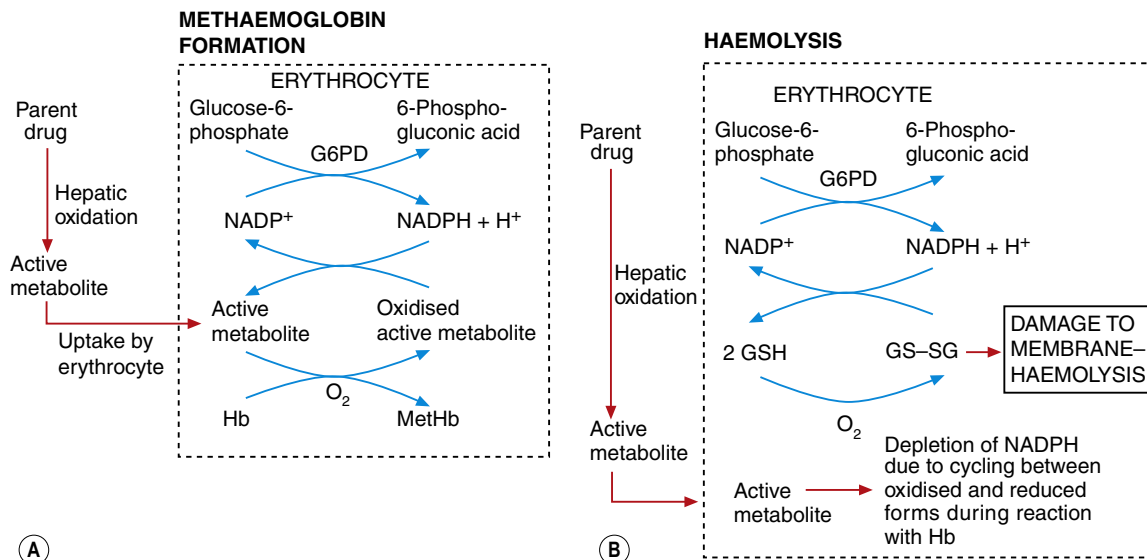 METHAEMOGLOBIN
FORMATION
ERYTHROCYTE
Parent
drug
Glucose-6-
phosphate
6-Phospho-
gluconic acid
G6PD
Hepatic
oxidation
NADP⁺
NADPH + H⁺
Active
metabolite
Active
metabolite
Oxidised
active metabolite
Uptake by
erythrocyte
O₂
Hb
MetHb
A
HAEMOLYSIS
ERYTHROCYTE
Parent
drug
Glucose-6-
phosphate
6-Phospho-
gluconic acid
G6PD
NADP⁺
NADPH + H⁺
Hepatic
oxidation
2 GSH
GS–SG
DAMAGE TO
MEMBRANE–
HAEMOLYSIS
O₂
Active
metabolite
Active
metabolite
Depletion of NADPH
due to cycling between
oxidised and reduced
forms during reaction
with Hb
B